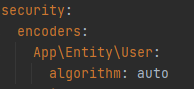 security:
  encoders:
    App\Entity\User:
      algorithm: auto